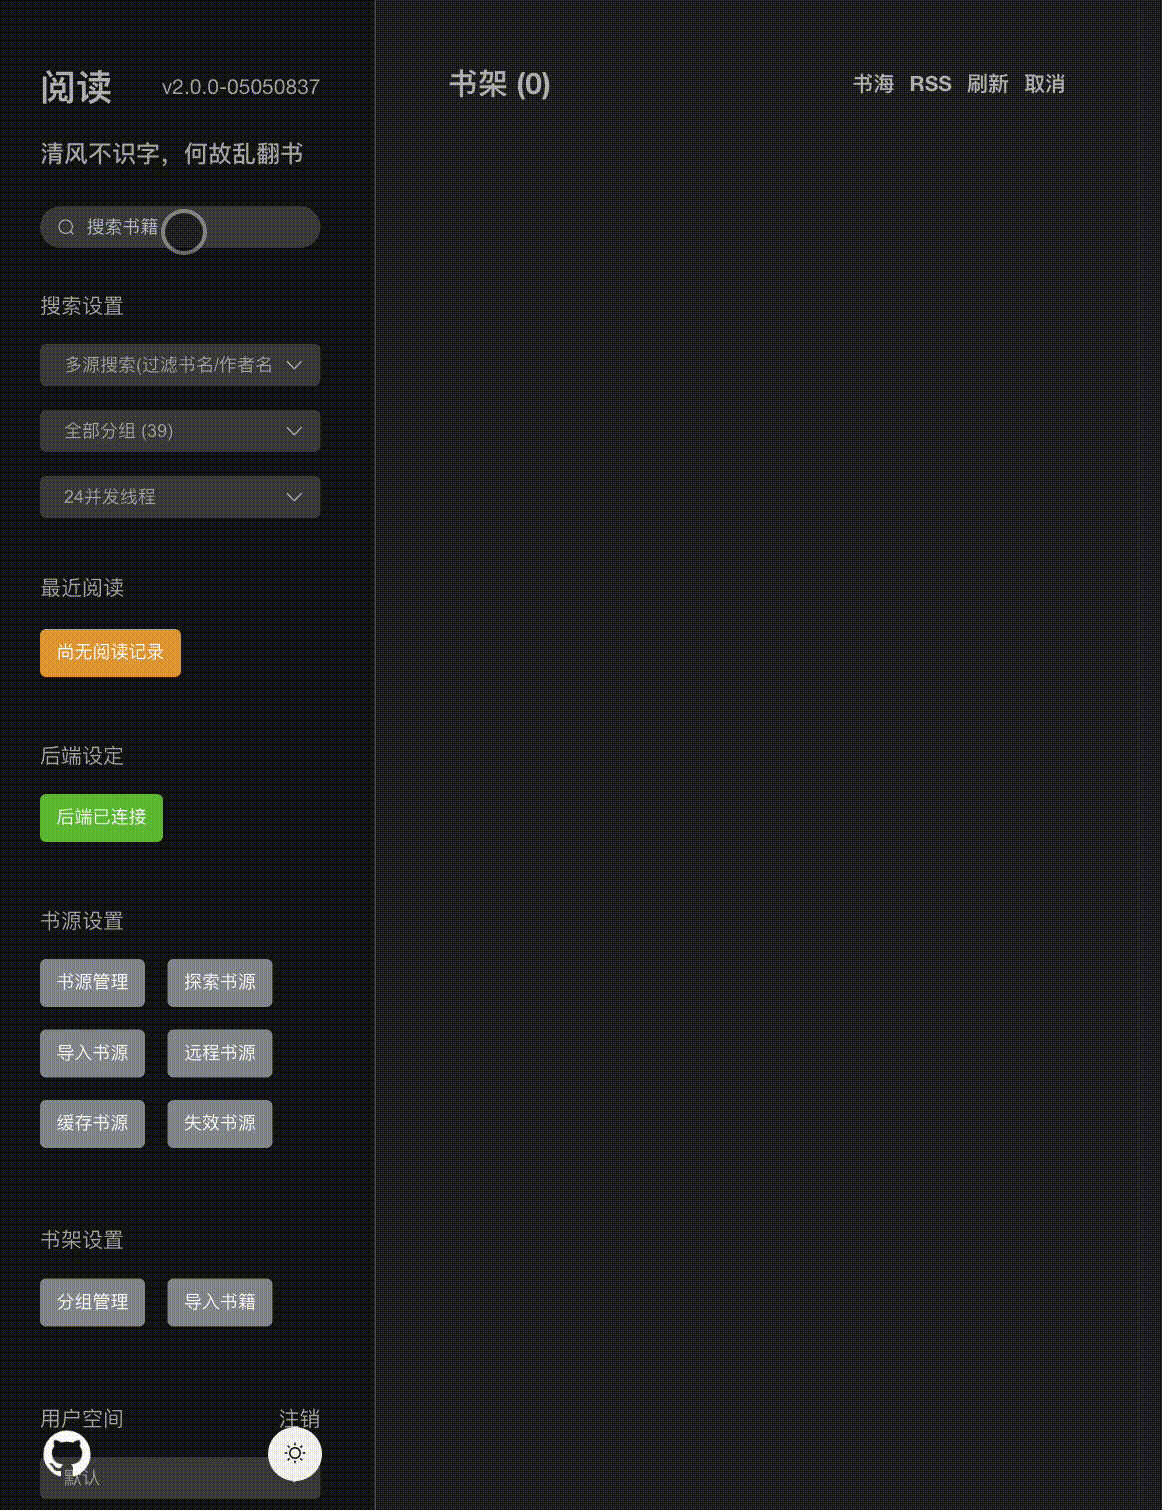 阅读 v2.0.0-05050837
清风不识字，何故乱翻书
搜索书籍
搜索设置
多源搜索(过滤书名/作者名
全部分组 (39)
24并发线程
最近阅读
尚无阅读记录
后端设定
后端已连接
书源设置
书源管理 探索书源
导入书源 远程书源
缓存书源 失效书源
书架设置
分组管理 导入书籍
用户空间 注销
默认
书架 (0) 书海 RSS 刷新 取消